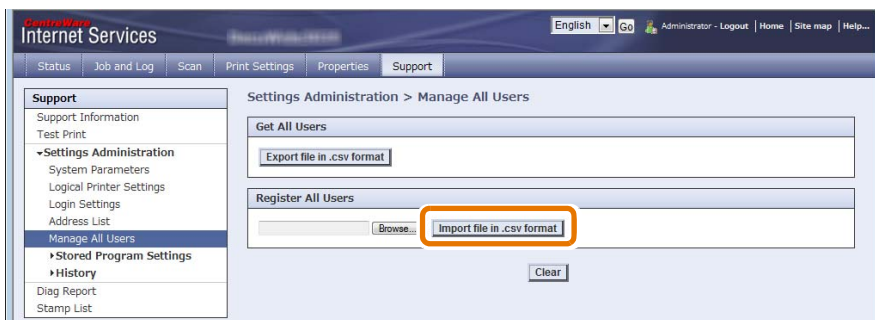 CentreWare
Internet Services
English Go Administrator - Logout | Home | Site map | Help...
Status Job and Log Scan Print Settings Properties Support
Support
Support Information
Test Print
Settings Administration
System Parameters
Logical Printer Settings
Login Settings
Address List
Manage All Users
Stored Program Settings
History
Diag Report
Stamp List
Settings Administration > Manage All Users
Get All Users
Export file in .csv format
Register All Users
Browse... Import file in .csv format
Clear